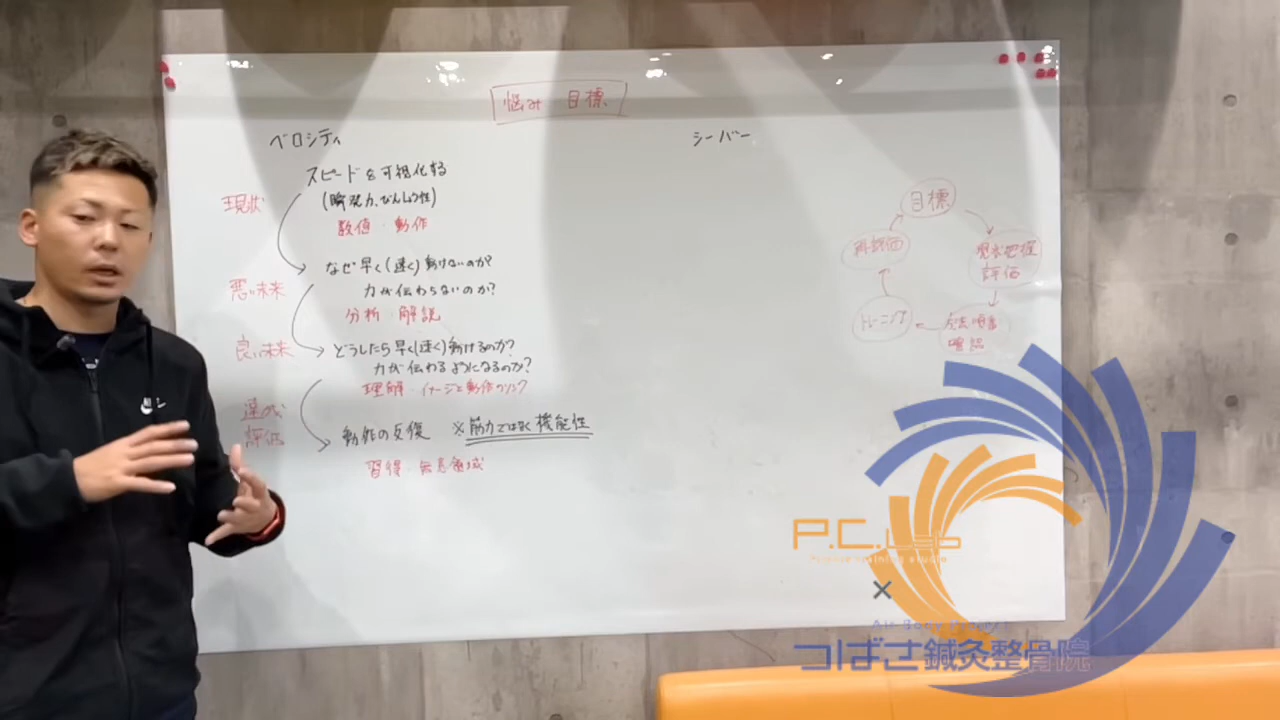 悩み 目標
ベロシティ
シーバー
スピードを可視化する
現状
(瞬発力、びんしょう性)
数値・動作
なぜ早く(速く)動けないのか?
悪い未来
力が伝わらないのか?
分析・解説
良い未来
どうしたら早く(速く)動けるのか?
力が伝わるようになるのか?
理解・イメージと動作のリンク
達成
評価
動作の反復 ※筋力ではなく機能性
習得・無意領域
目標
現状把握
評価
確認
トレーニング
再評価
P.C.Lab
×
つばさ鍼灸整骨院